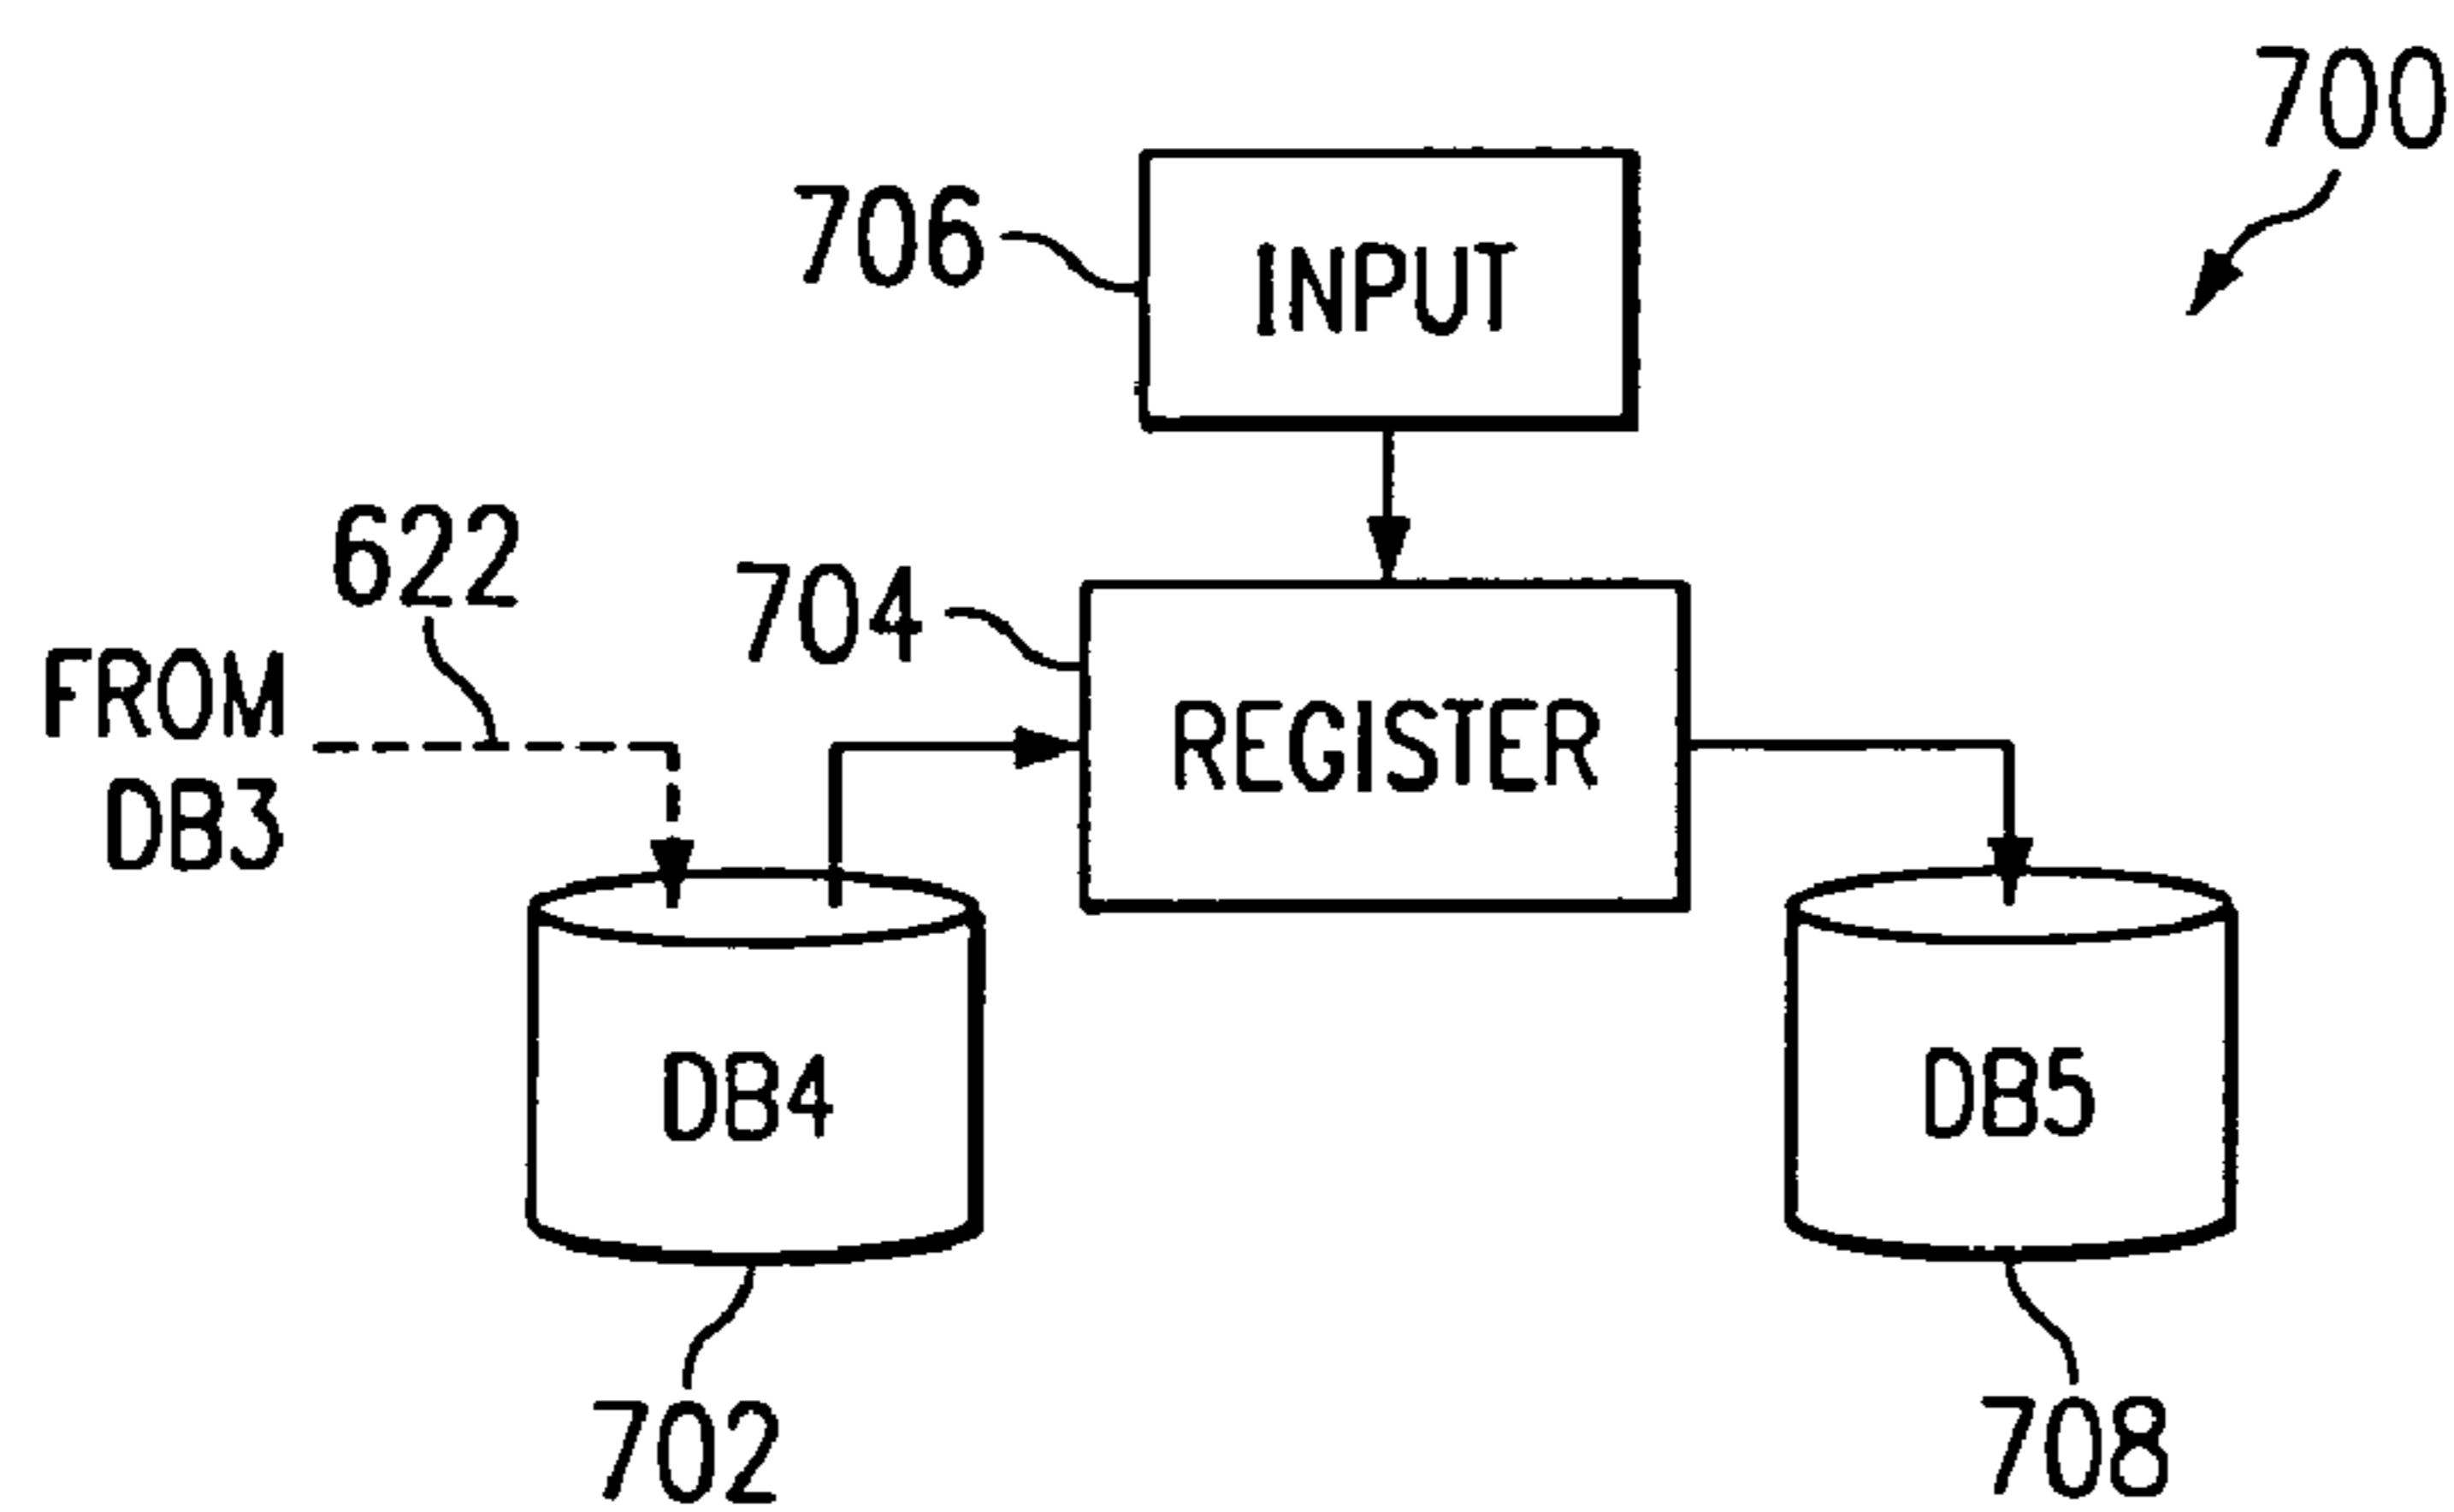 700
706
INPUT
622
704
FROM
DB3
REGISTER
DB4
DB5
702
708